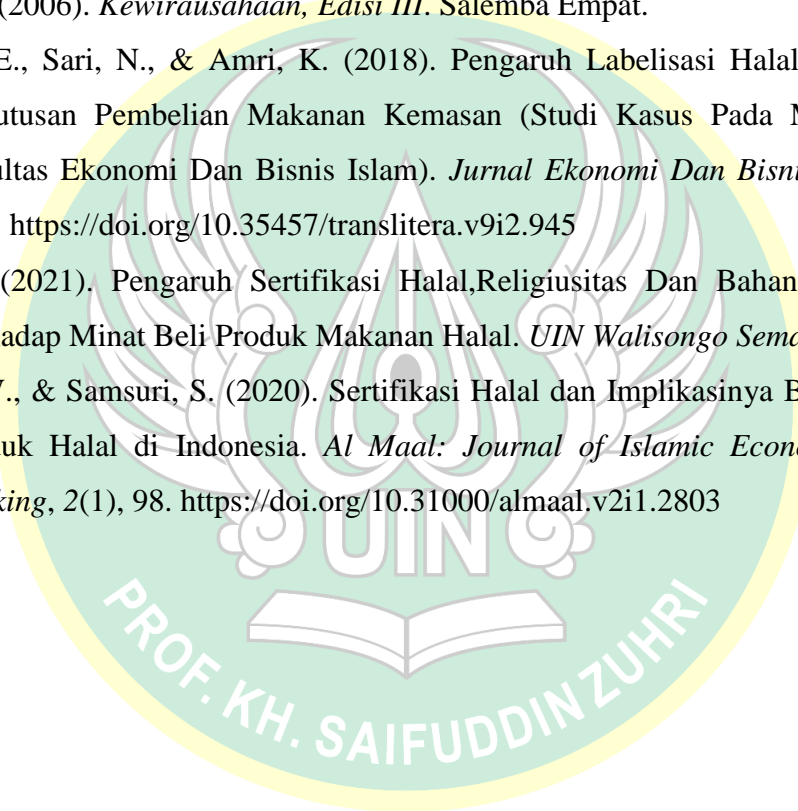 (2006). Kewirausahaan, Edisi III. Salemba Empat.
E., Sari, N., & Amri, K. (2018). Pengaruh Labelisasi Halal
utusan Pembelian Makanan Kemasan (Studi Kasus Pada M
ultas Ekonomi Dan Bisnis Islam). Jurnal Ekonomi Dan Bisni
https://doi.org/10.35457/translitera.v9i2.945
(2021). Pengaruh Sertifikasi Halal,Religiusitas Dan Bahan
adap Minat Beli Produk Makanan Halal. UIN Walisongo Sema
., & Samsuri, S. (2020). Sertifikasi Halal dan Implikasinya B
uk Halal di Indonesia. Al Maal: Journal of Islamic Econo
king, 2(1), 98. https://doi.org/10.31000/almaal.v2i1.2803
UIN
PROF. KH. SAIFUDDIN ZUHRI